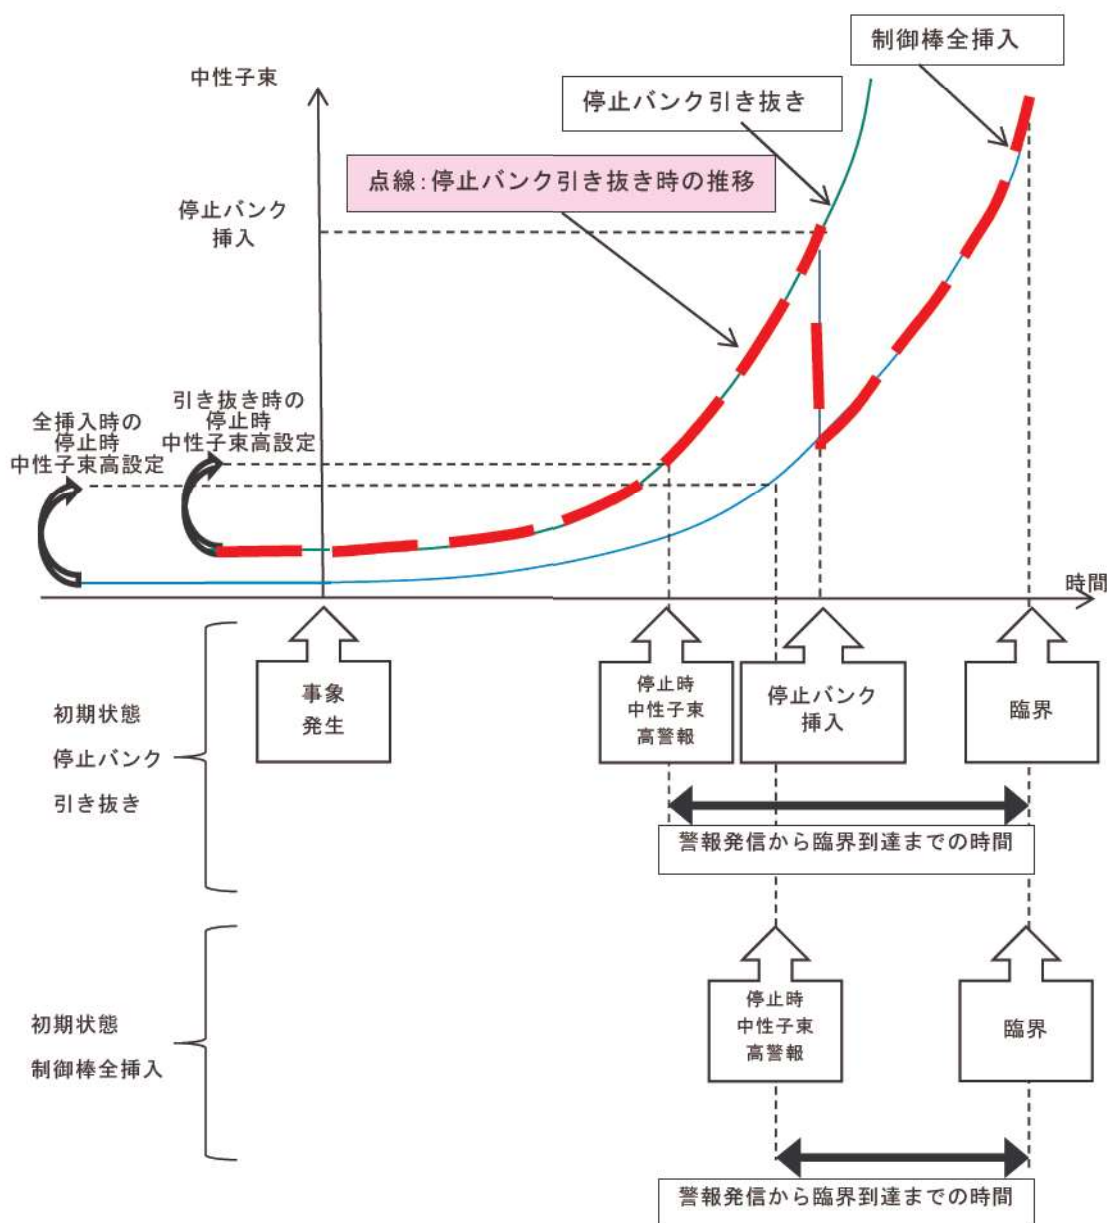 制御棒全挿入
中性子束
停止バンク引き抜き
点線:停止バンク引き抜き時の推移
停止バンク
挿入
引き抜き時の
停止時
中性子束高設定
全挿入時の
停止時
中性子束高設定
時間
初期状態
停止バンク
引き抜き
事象
発生
停止時
中性子束
高警報
停止バンク
挿入
臨界
警報発信から臨界到達までの時間
初期状態
制御棒全挿入
停止時
中性子束
高警報
臨界
警報発信から臨界到達までの時間